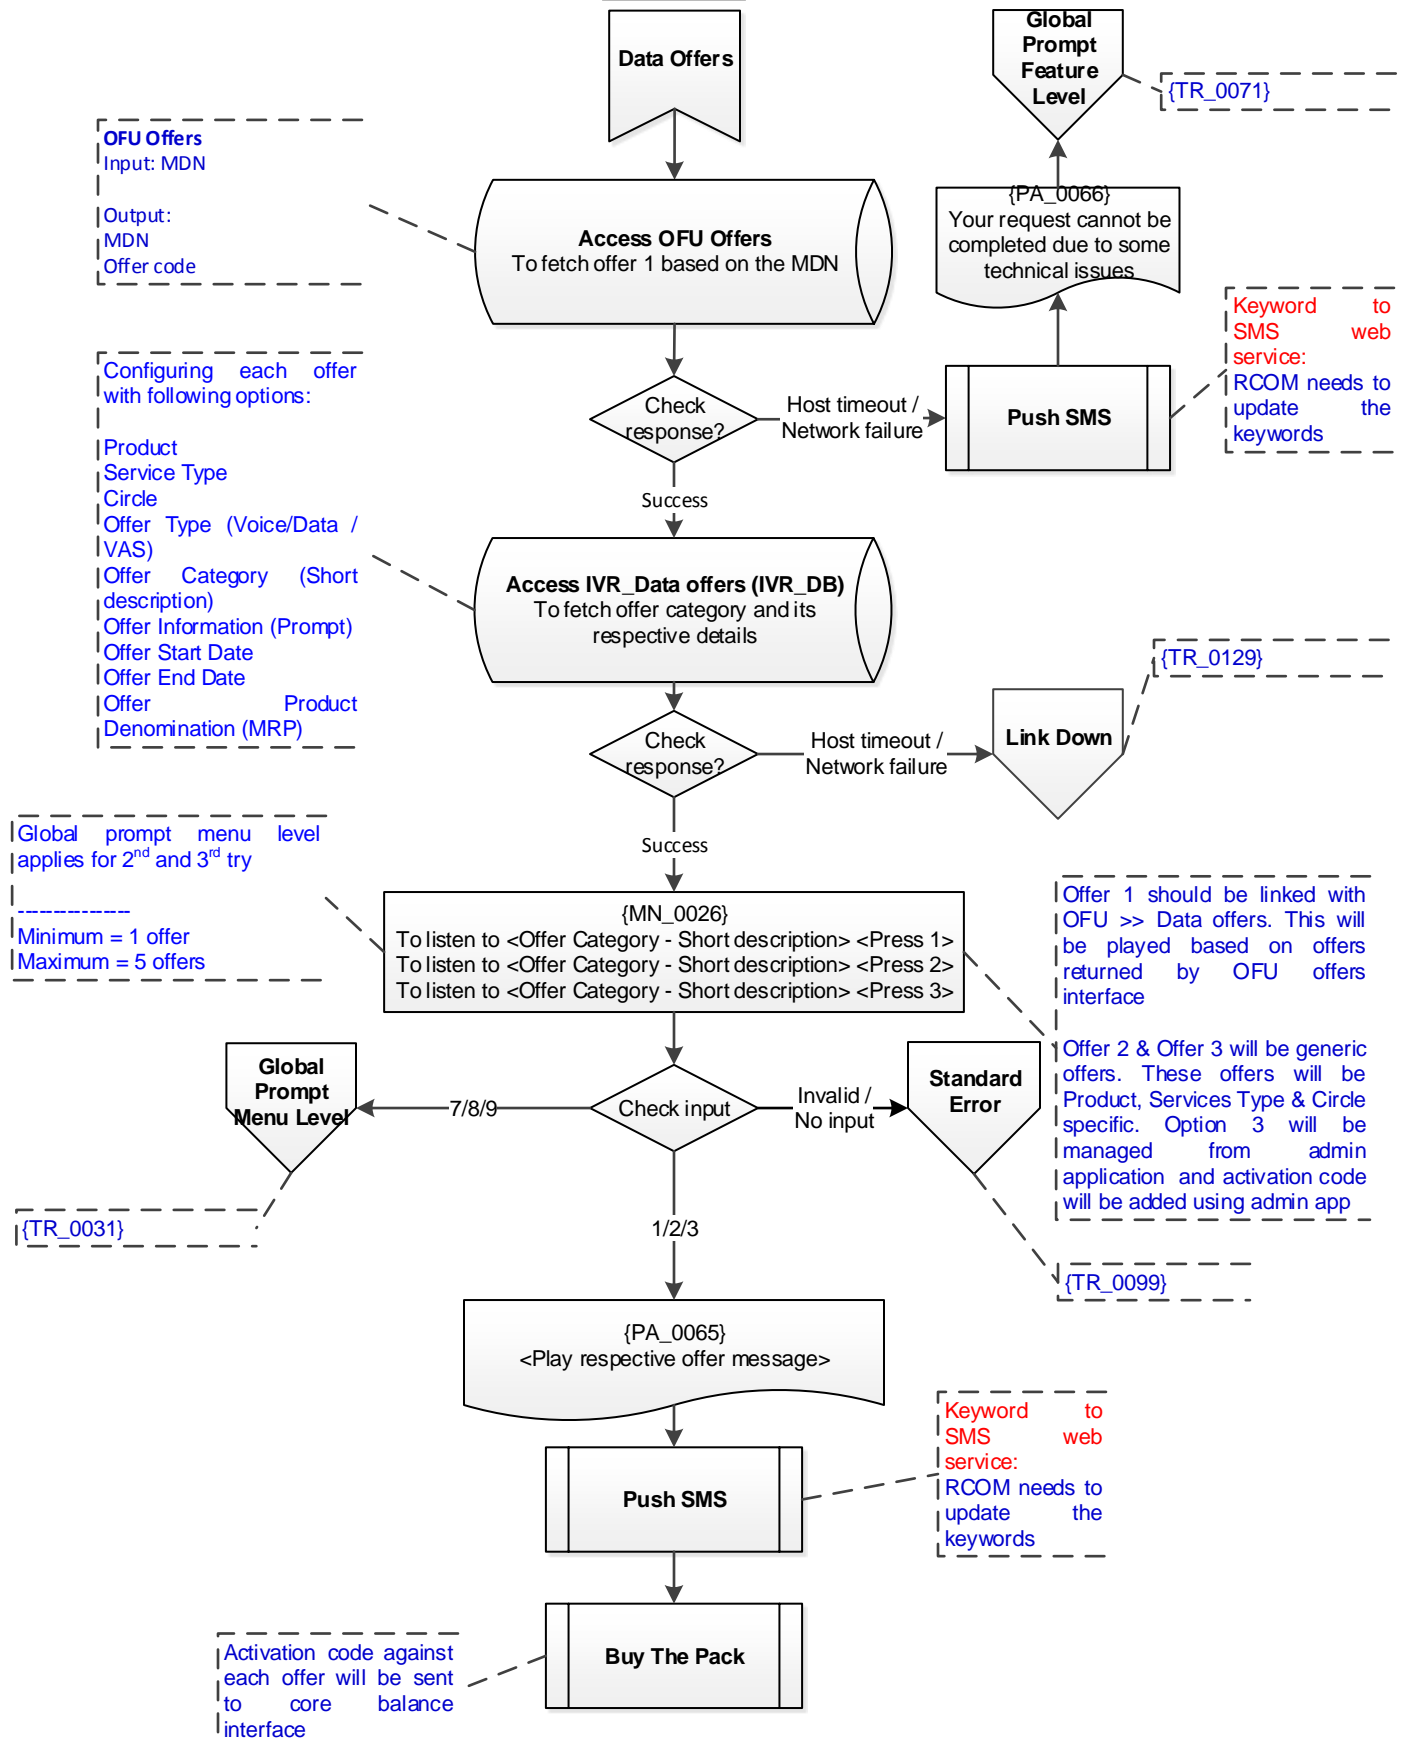 Data Offers
Global
Prompt
Feature
Level
{TR_0071}
OFU Offers
Input: MDN
Output:
MDN
Offer code
Access OFU Offers
To fetch offer 1 based on the MDN
{PA_0066}
Your request cannot be
completed due to some
technical issues
Keyword to
SMS web
service:
RCOM needs to
update the
keywords
Configuring each offer
with following options:
Product
Service Type
Circle
Offer Type (Voice/Data /
VAS)
Offer Category (Short
description)
Offer Information (Prompt)
Offer Start Date
Offer End Date
Offer Product
Denomination (MRP)
Check
response?
Host timeout /
Network failure
Push SMS
Success
Access IVR_Data offers (IVR_DB)
To fetch offer category and its
respective details
{TR_0129}
Check
response?
Host timeout /
Network failure
Link Down
Success
Global prompt menu level
applies for 2nd and 3rd try
----------------
Minimum = 1 offer
Maximum = 5 offers
{MN_0026}
To listen to <Offer Category - Short description> <Press 1>
To listen to <Offer Category - Short description> <Press 2>
To listen to <Offer Category - Short description> <Press 3>
Offer 1 should be linked with
OFU >> Data offers. This will
be played based on offers
returned by OFU offers
interface
Offer 2 & Offer 3 will be generic
offers. These offers will be
Product, Services Type & Circle
specific. Option 3 will be
managed from admin
application and activation code
will be added using admin app
Global
Prompt
Menu Level
7/8/9
Check input
Invalid /
No input
Standard
Error
{TR_0031}
1/2/3
{TR_0099}
{PA_0065}
<Play respective offer message>
Keyword to
SMS web
service:
RCOM needs to
update the
keywords
Push SMS
Buy The Pack
Activation code against
each offer will be sent
to core balance
interface